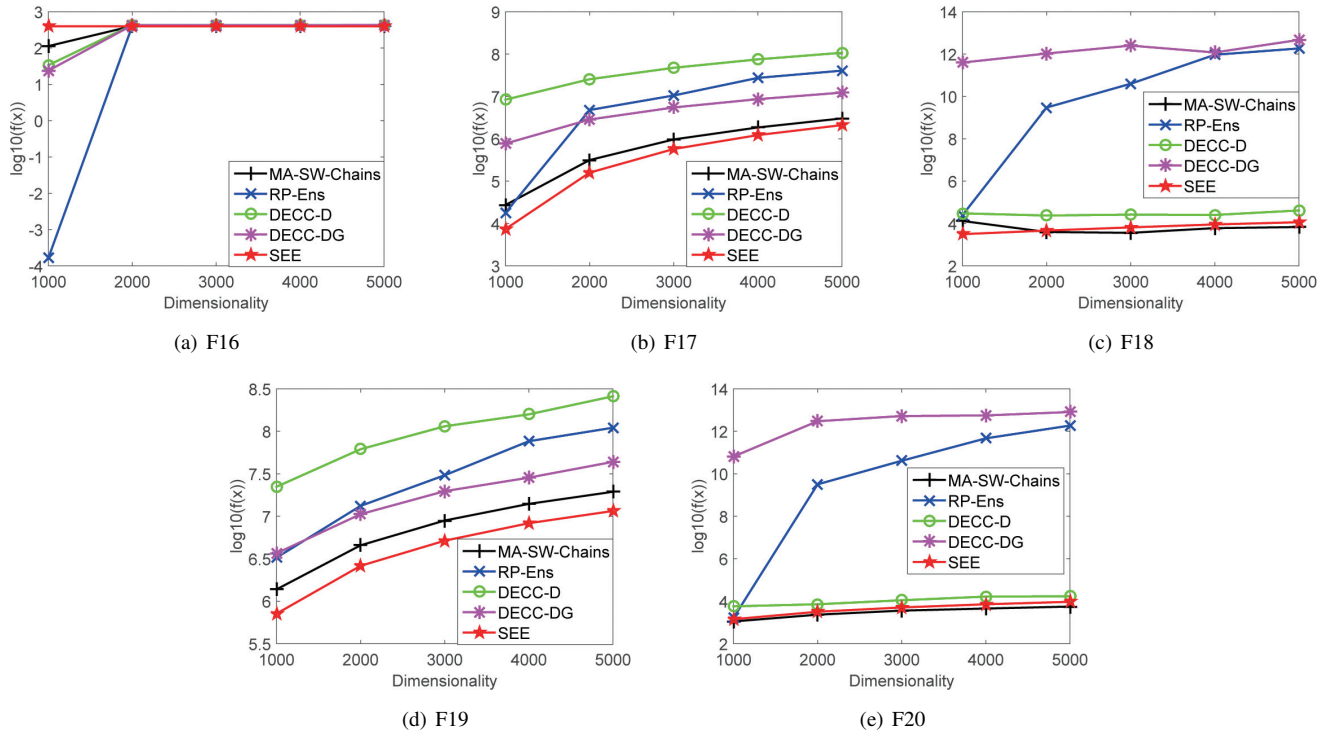 3
2
1
0
-1
-2
-3
-4
log10(f(x))
1000 2000 3000 4000 5000
Dimensionality
MA-SW-Chains
RP-Ens
DECC-D
DECC-DG
SEE
(a) F16
9
8
7
6
5
4
3
log10(f(x))
1000 2000 3000 4000 5000
Dimensionality
MA-SW-Chains
RP-Ens
DECC-D
DECC-DG
SEE
(b) F17
14
12
10
8
6
4
2
log10(f(x))
1000 2000 3000 4000 5000
Dimensionality
MA-SW-Chains
RP-Ens
DECC-D
DECC-DG
SEE
(c) F18
8.5
8
7.5
7
6.5
6
5.5
log10(f(x))
1000 2000 3000 4000 5000
Dimensionality
MA-SW-Chains
RP-Ens
DECC-D
DECC-DG
SEE
(d) F19
14
12
10
8
6
4
2
log10(f(x))
1000 2000 3000 4000 5000
Dimensionality
MA-SW-Chains
RP-Ens
DECC-D
DECC-DG
SEE
(e) F20